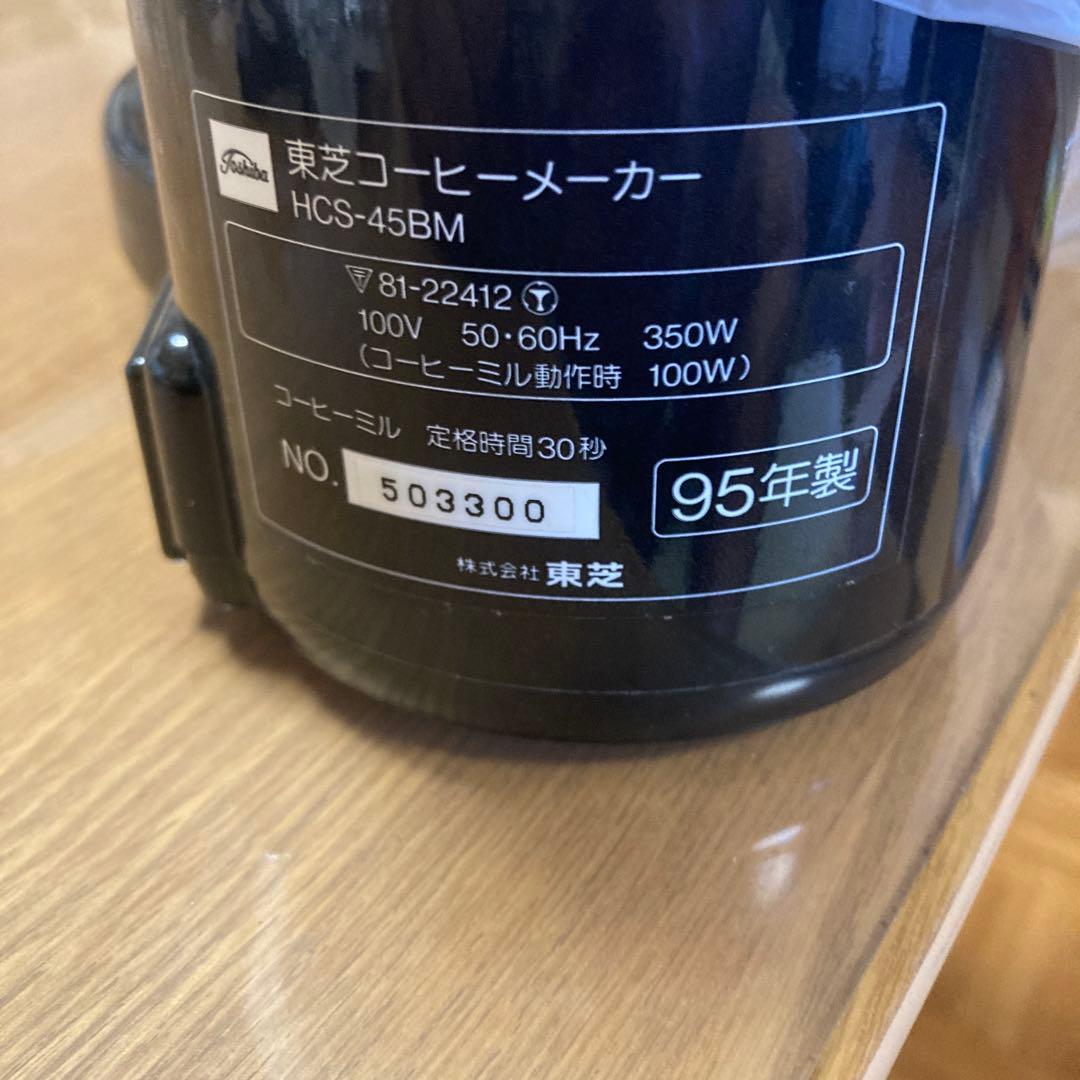 Toshiba
東芝コーヒーメーカー
HCS-45BM
〒 81-22412 Ⓣ
100V 50・60Hz 350W
(コーヒーミル動作時 100W)
コーヒーミル 定格時間30秒
NO. 503300
95年製
株式会社 東芝